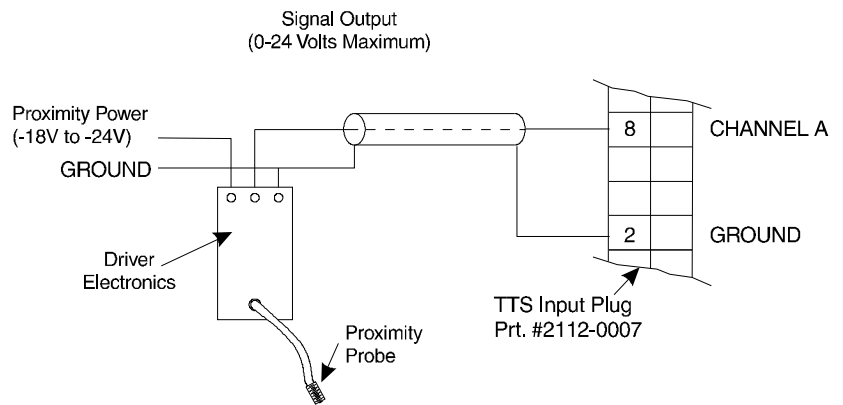 Signal Output
(0-24 Volts Maximum)
Proximity Power
(-18V to -24V)
GROUND
8
CHANNEL A
2
GROUND
Driver
Electronics
TTS Input Plug
Prt. #2112-0007
Proximity
Probe